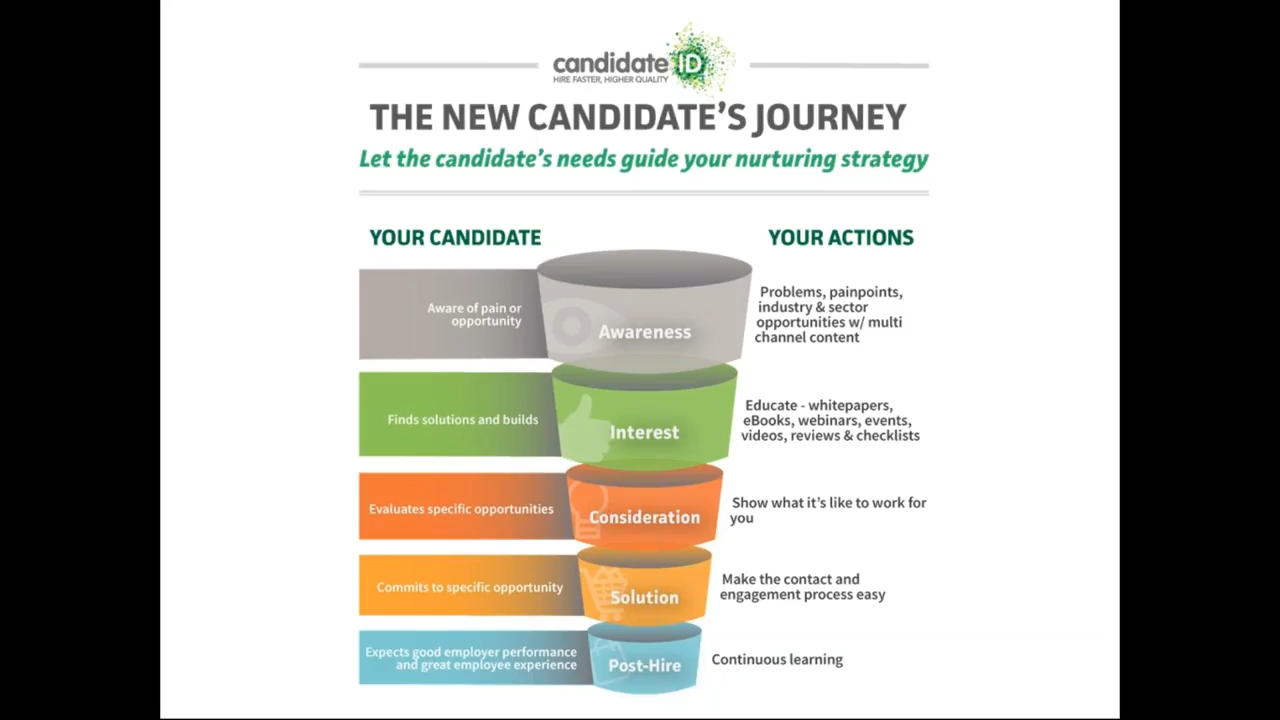 candidate ID
HIRE FASTER, HIGHER QUALITY
THE NEW CANDIDATE'S JOURNEY
Let the candidate's needs guide your nurturing strategy
YOUR CANDIDATE
YOUR ACTIONS
Aware of pain or
opportunity
Awareness
Problems, painpoints,
industry & sector
opportunities w/ multi
channel content
Finds solutions and builds
Interest
Educate - whitepapers,
eBooks, webinars, events,
videos, reviews & checklists
Evaluates specific opportunities
Consideration
Show what it's like to work for
you
Commits to specific opportunity
Solution
Make the contact and
engagement process easy
Expects good employer performance
and great employee experience
Post-Hire
Continuous learning